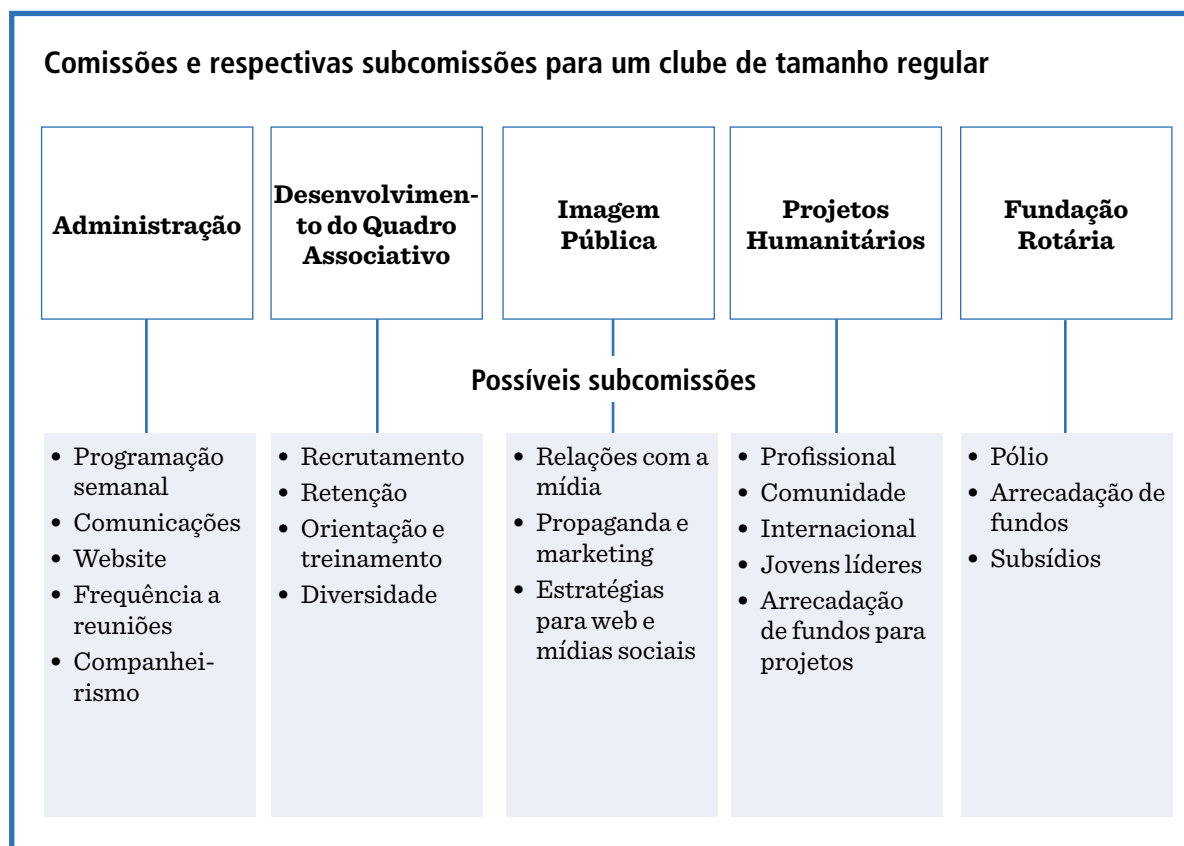 Comissões e respectivas subcomissões para um clube de tamanho regular
Administração
Desenvolvimen-
to do Quadro
Associativo
Imagem
Pública
Projetos
Humanitários
Fundação
Rotária
Possíveis subcomissões
• Programação
semanal
• Comunicações
• Website
• Frequência a
reuniões
• Companhei-
rismo
• Recrutamento
• Retenção
• Orientação e
treinamento
• Diversidade
• Relações com a
mídia
• Propaganda e
marketing
• Estratégias
para web e
mídias sociais
• Profissional
• Comunidade
• Internacional
• Jovens líderes
• Arrecadação
de fundos para
projetos
• Pólio
• Arrecadação de
fundos
• Subsídios